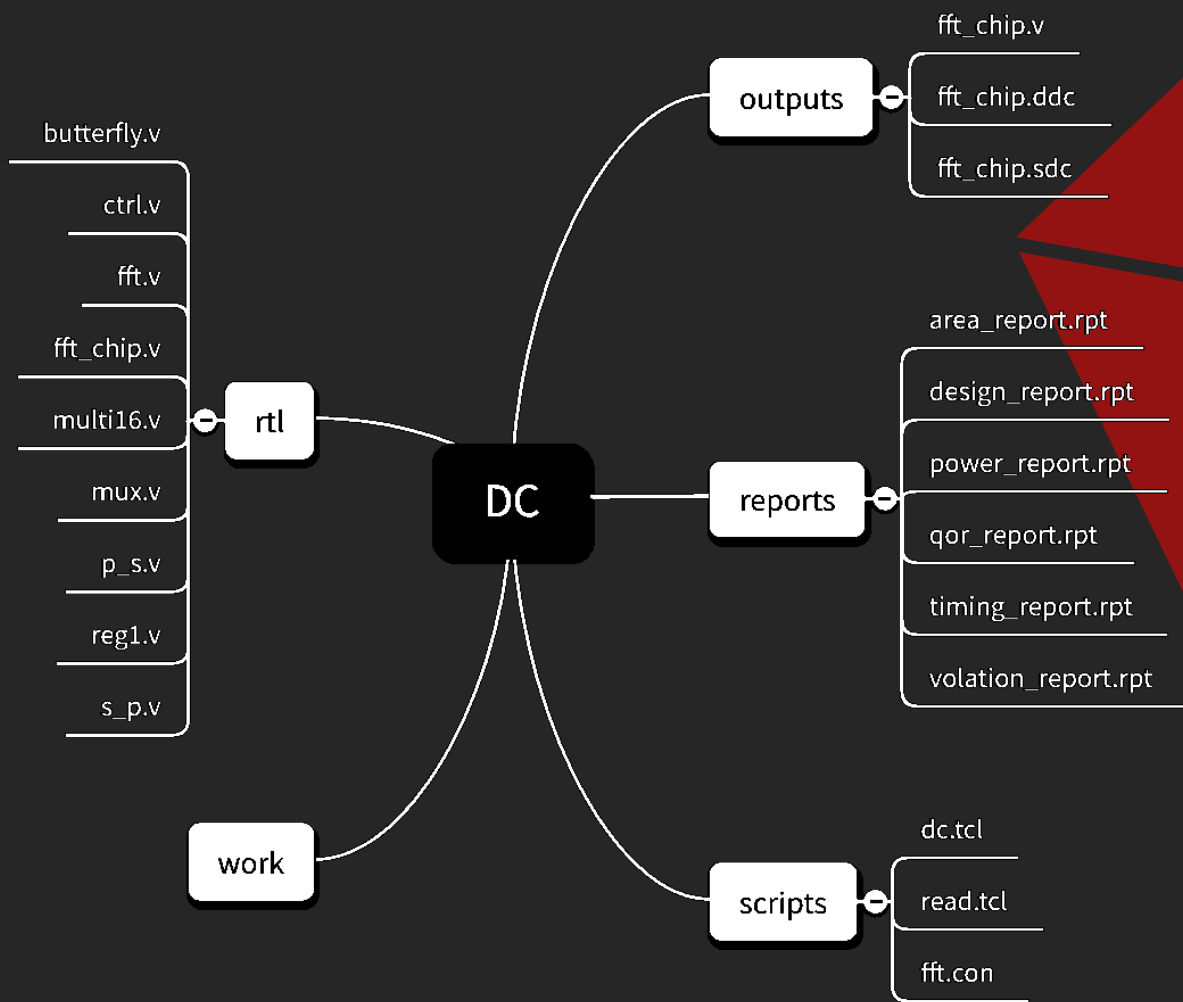 DC
outputs
fft_chip.v
fft_chip.ddc
fft_chip.sdc
reports
area_report.rpt
design_report.rpt
power_report.rpt
qor_report.rpt
timing_report.rpt
volation_report.rpt
scripts
dc.tcl
read.tcl
fft.con
rtl
butterfly.v
ctrl.v
fft.v
fft_chip.v
multi16.v
mux.v
p_s.v
reg1.v
s_p.v
work